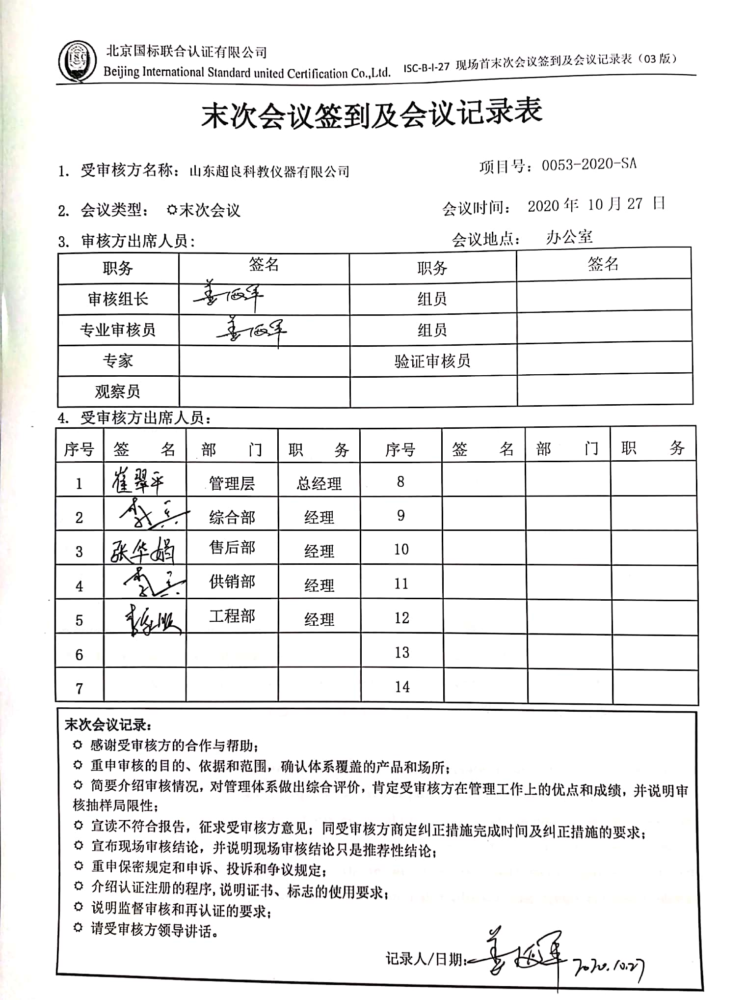 ISC
北京国标联合认证有限公司
Beijing International Standard united Certification Co.,Ltd. ISC-B-I-27 现场首末次会议签到及会议记录表（03 版）
末次会议签到及会议记录表
1. 受审核方名称：山东超良科教仪器有限公司 项目号：0053-2020-SA
2. 会议类型： ☼末次会议 会议时间： 2020 年 10 月 27 日
3. 审核方出席人员： 会议地点： 办公室
职务 签名 职务 签名
审核组长 姜海军 组员
专业审核员 姜海军 组员
专家 验证审核员
观察员
4. 受审核方出席人员：
序号 签 名 部 门 职 务 序号 签 名 部 门 职 务
1 崔翠平 管理层 总经理 8
2 综合部 经理 9
3 张华娟 售后部 经理 10
4 供销部 经理 11
5 工程部 经理 12
6 13
7 14
末次会议记录：
☼ 感谢受审核方的合作与帮助；
☼ 重申审核的目的、依据和范围，确认体系覆盖的产品和场所；
☼ 简要介绍审核情况，对管理体系做出综合评价，肯定受审核方在管理工作上的优点和成绩，并说明审
核抽样局限性；
☼ 宣读不符合报告，征求受审核方意见；同受审核方商定纠正措施完成时间及纠正措施的要求；
☼ 宣布现场审核结论，并说明现场审核结论只是推荐性结论；
☼ 重申保密规定和申诉、投诉和争议规定；
☼ 介绍认证注册的程序,说明证书、标志的使用要求；
☼ 说明监督审核和再认证的要求；
☼ 请受审核方领导讲话。
记录人/日期：姜海军 2020.10.27